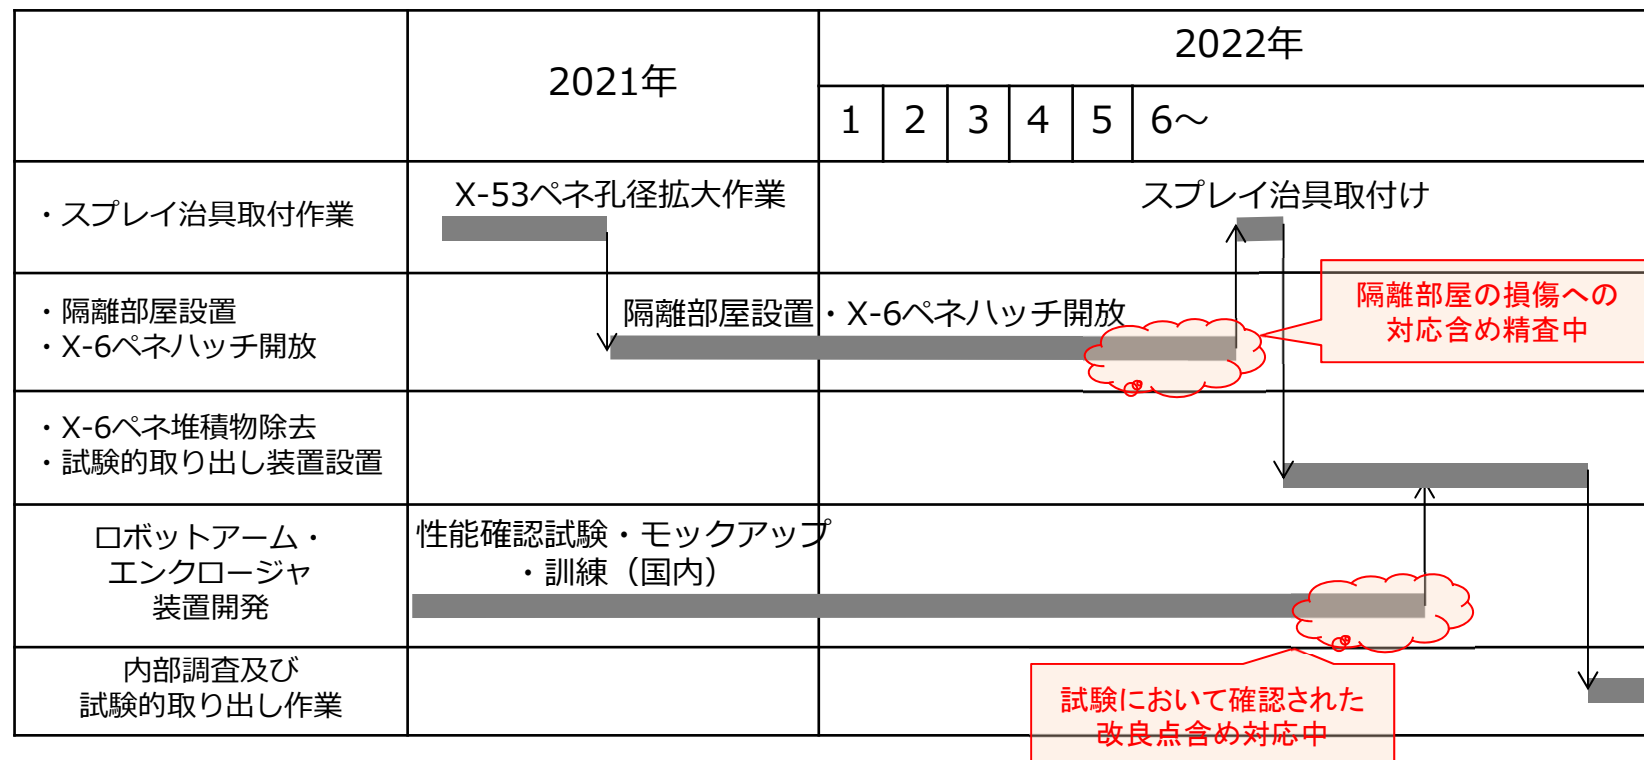 2021年
2022年
1 2 3 4 5 6～
・スプレイ治具取付作業
X-53ペネ孔径拡大作業
スプレイ治具取付け
・隔離部屋設置
・X-6ペネハッチ開放
隔離部屋設置・X-6ペネハッチ開放
隔離部屋の損傷への
対応含め精査中
・X-6ペネ堆積物除去
・試験的取り出し装置設置
ロボットアーム・
エンクロージャ
装置開発
性能確認試験・モックアップ
・訓練（国内）
内部調査及び
試験的取り出し作業
試験において確認された
改良点含め対応中